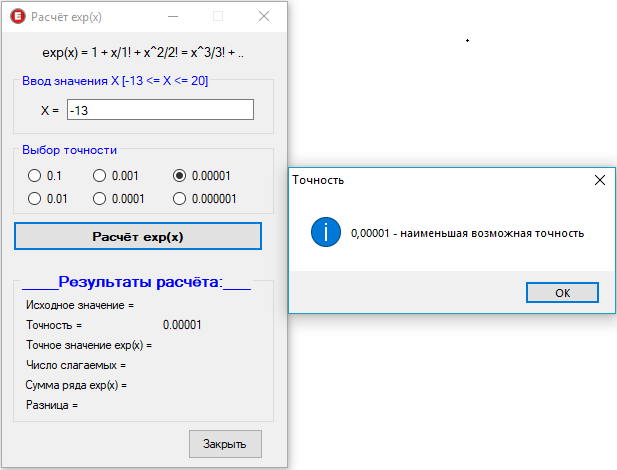 E Расчёт exp(x)
exp(x) = 1 + x/1! + x^2/2! = x^3/3! + ..
Ввод значения X [-13 <= X <= 20]
X = -13
Выбор точности
0.1 0.001 0.00001
0.01 0.0001 0.000001
Расчёт exp(x)
____Результаты расчёта:___
Исходное значение =
Точность = 0.00001
Точное значение exp(x) =
Число слагаемых =
Сумма ряда exp(x) =
Разница =
Закрыть
Точность
i 0,00001 - наименьшая возможная точность
OK